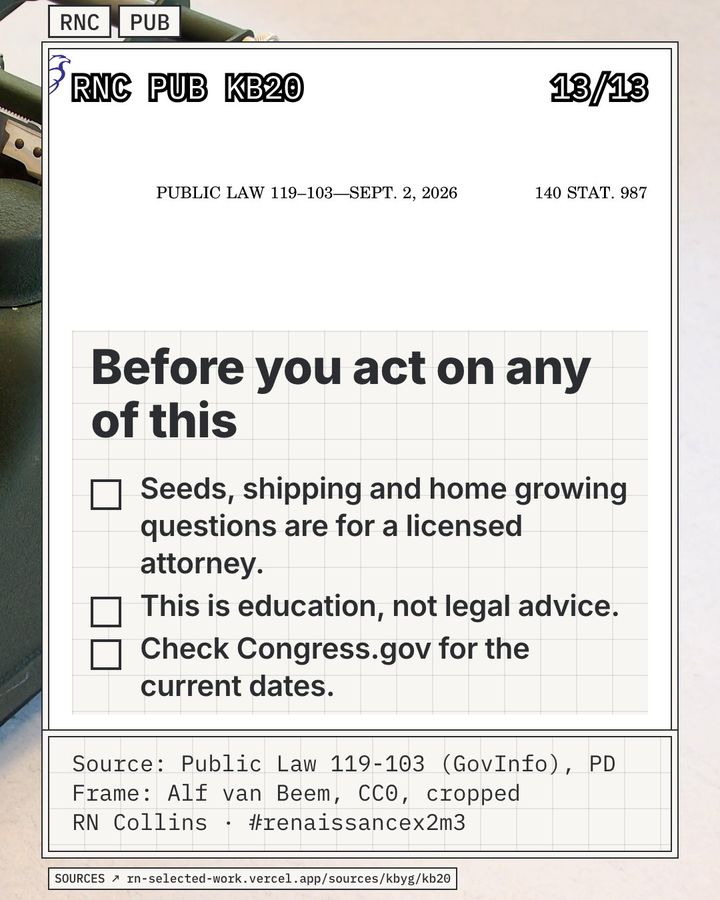 RNC PUB
RNC PUB KB20 13/13
PUBLIC LAW 119–103—SEPT. 2, 2026 140 STAT. 987
Before you act on any
of this
Seeds, shipping and home growing
questions are for a licensed
attorney.
This is education, not legal advice.
Check Congress.gov for the
current dates.
Source: Public Law 119-103 (GovInfo), PD
Frame: Alf van Beem, CC0, cropped
RN Collins · #renaissancex2m3
SOURCES ↗ rn-selected-work.vercel.app/sources/kbyg/kb20